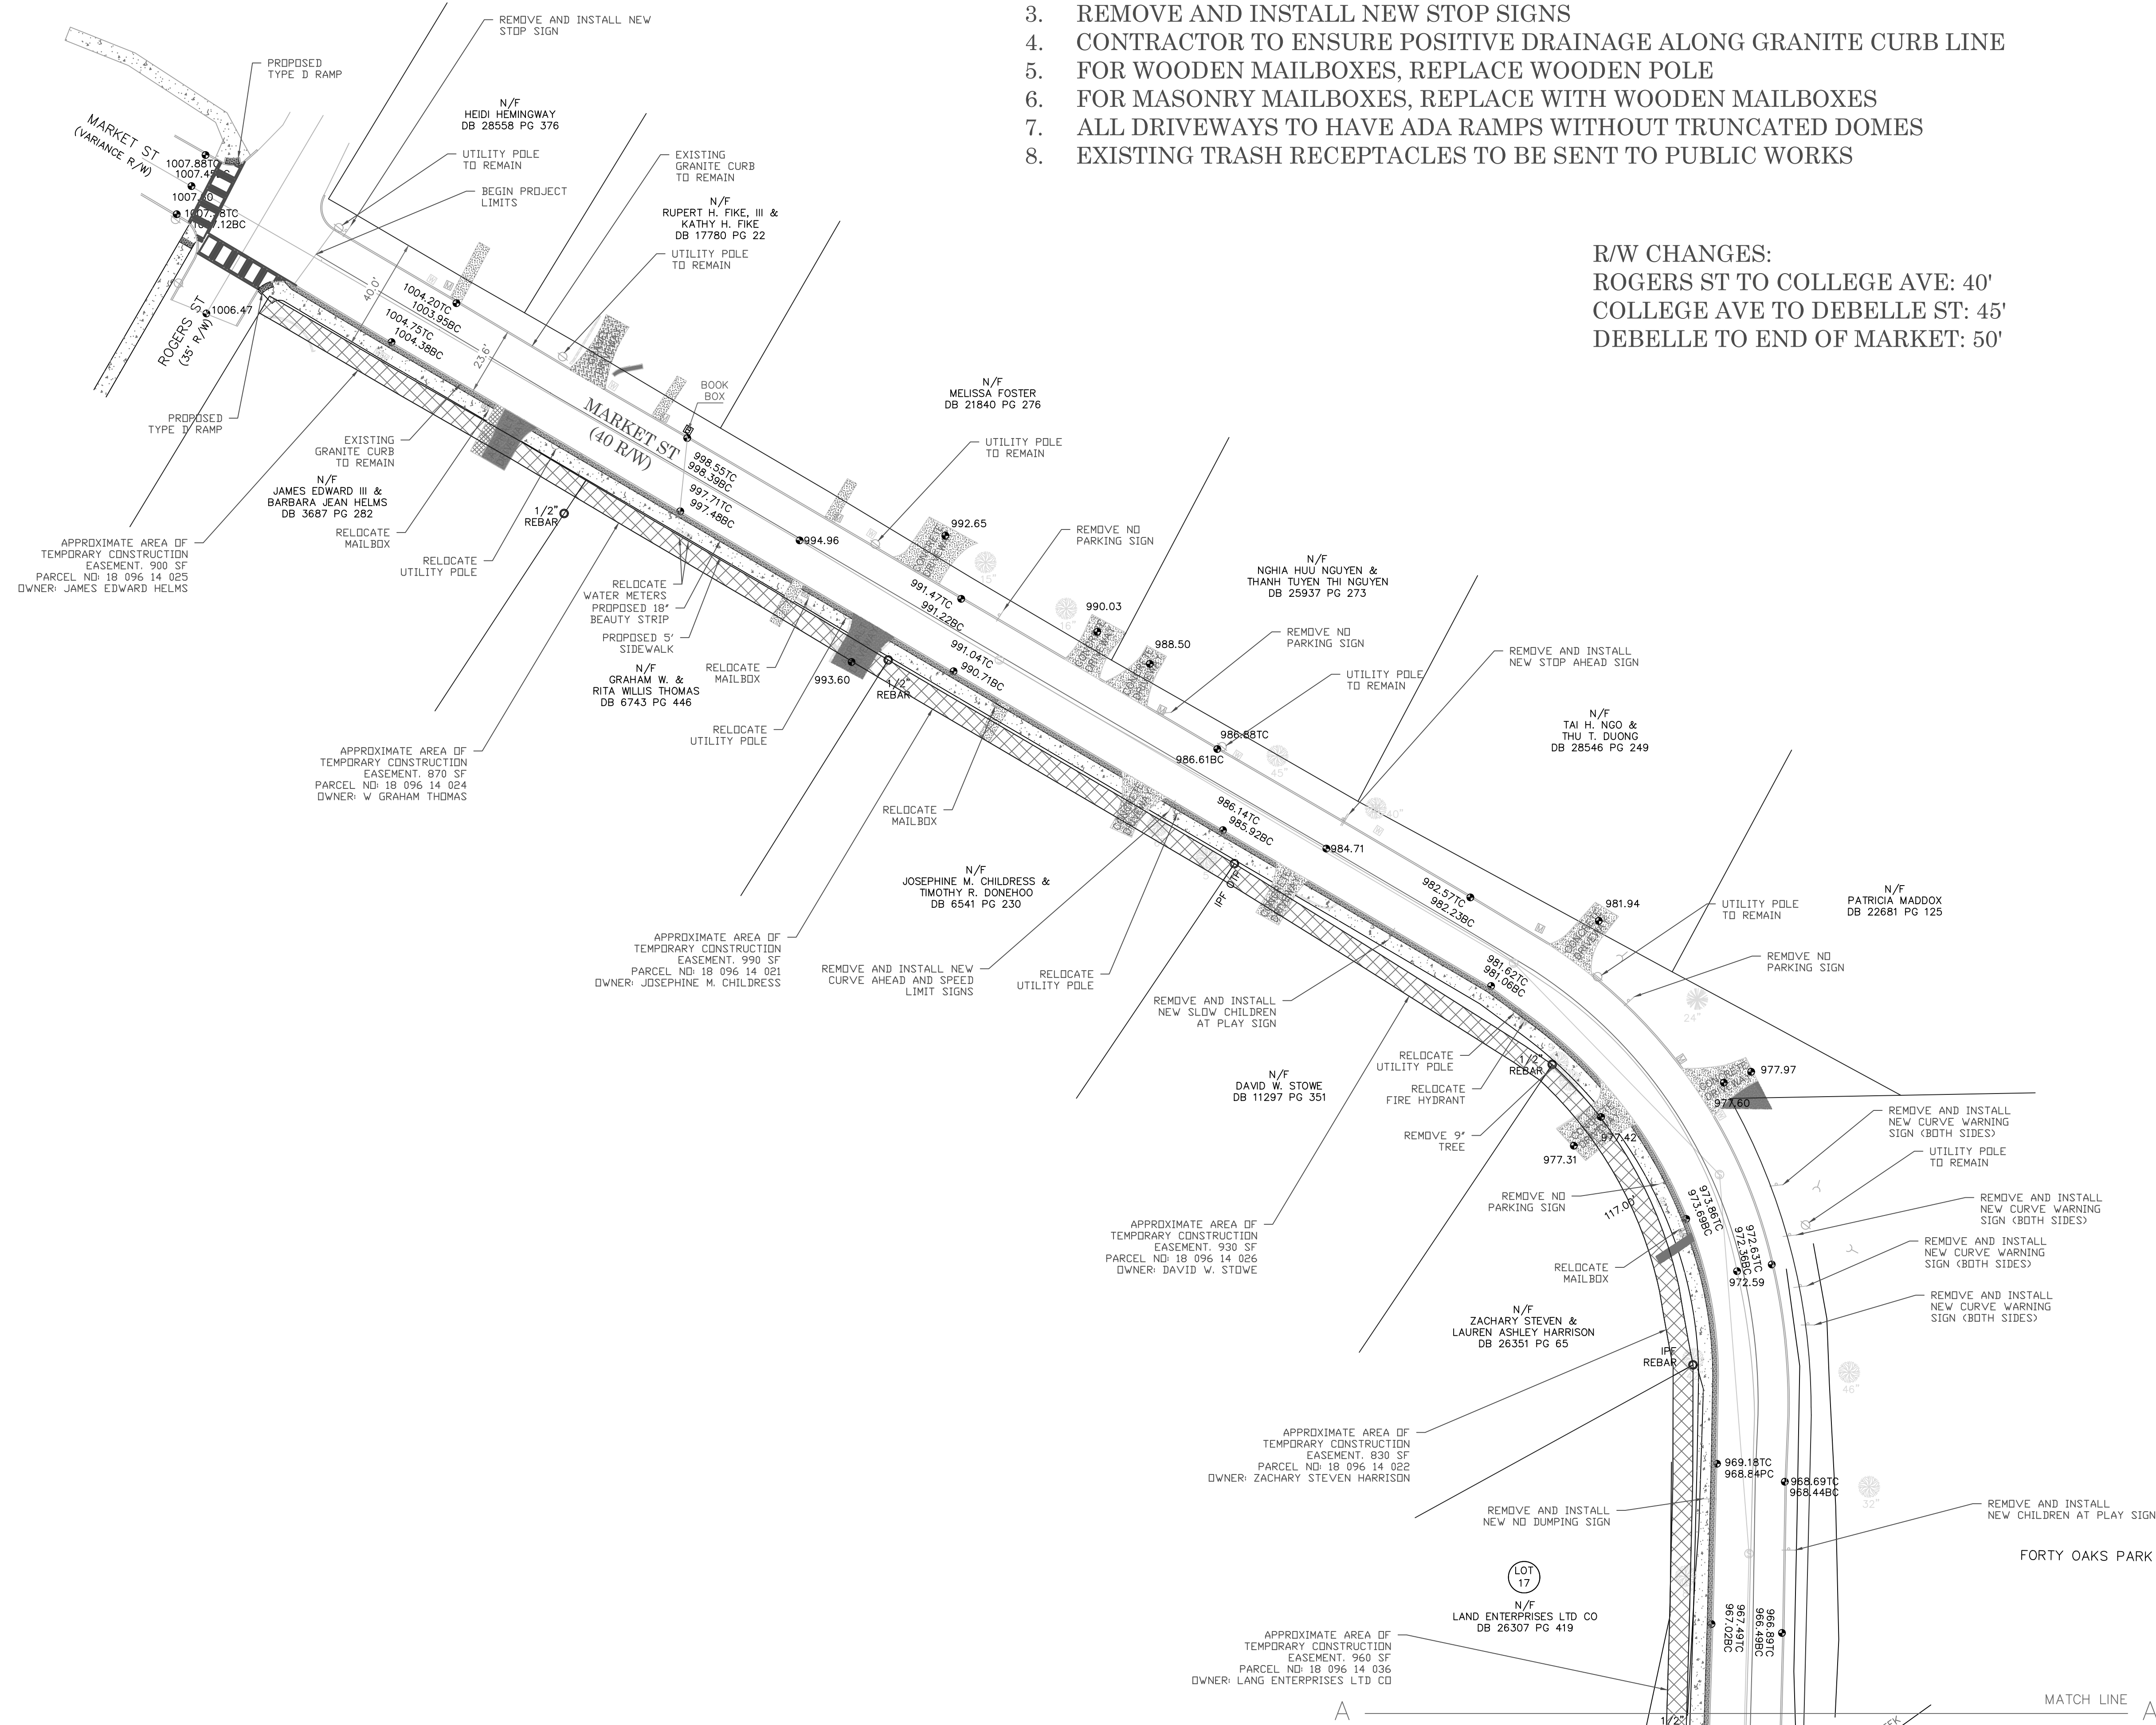 3. REMOVE AND INSTALL NEW STOP SIGNS
4. CONTRACTOR TO ENSURE POSITIVE DRAINAGE ALONG GRANITE CURB LINE
5. FOR WOODEN MAILBOXES, REPLACE WOODEN POLE
6. FOR MASONRY MAILBOXES, REPLACE WITH WOODEN MAILBOXES
7. ALL DRIVEWAYS TO HAVE ADA RAMPS WITHOUT TRUNCATED DOMES
8. EXISTING TRASH RECEPTACLES TO BE SENT TO PUBLIC WORKS
R/W CHANGES:
ROGERS ST TO COLLEGE AVE: 40'
COLLEGE AVE TO DEBELLE ST: 45'
DEBELLE TO END OF MARKET: 50'
REMOVE AND INSTALL NEW
STOP SIGN
PROPOSED
TYPE D RAMP
N/F
HEIDI HEMINGWAY
DB 28558 PG 376
MARKET ST
(VARIANCE R/W)
1007.88TC
1007.12BC
UTILITY POLE
TO REMAIN
BEGIN PROJECT
LIMITS
EXISTING
GRANITE CURB
TO REMAIN
N/F
RUPERT H. FIKE, III &
KATHY H. FIKE
DB 17780 PG 22
UTILITY POLE
TO REMAIN
1006.47
ROGERS ST
(35' R/W)
40.0'
1004.20TC
1003.95BC
1004.75TC
1004.38BC
23.6'
PROPOSED
TYPE D RAMP
EXISTING
GRANITE CURB
TO REMAIN
BOOK
BOX
MARKET ST
(40 R/W)
N/F
MELISSA FOSTER
DB 21840 PG 276
UTILITY POLE
TO REMAIN
998.55TC
998.39BC
997.71TC
997.48BC
N/F
JAMES EDWARD III &
BARBARA JEAN HELMS
DB 3687 PG 282
1/2"
REBAR
RELOCATE
MAILBOX
RELOCATE
UTILITY POLE
APPROXIMATE AREA OF
TEMPORARY CONSTRUCTION
EASEMENT. 900 SF
PARCEL NO: 18 096 14 025
OWNER: JAMES EDWARD HELMS
RELOCATE
WATER METERS
PROPOSED 18"
BEAUTY STRIP
PROPOSED 5'
SIDEWALK
994.96
992.65
15"
REMOVE NO
PARKING SIGN
991.47TC
991.22BC
16"
990.03
N/F
NGHIA HUU NGUYEN &
THANH TUYEN THI NGUYEN
DB 25937 PG 273
988.50
REMOVE NO
PARKING SIGN
REMOVE AND INSTALL
NEW STOP AHEAD SIGN
UTILITY POLE
TO REMAIN
N/F
GRAHAM W. &
RITA WILLIS THOMAS
DB 6743 PG 446
RELOCATE
MAILBOX
993.60
1/2"
REBAR
991.04TC
990.71BC
RELOCATE
UTILITY POLE
APPROXIMATE AREA OF
TEMPORARY CONSTRUCTION
EASEMENT. 870 SF
PARCEL NO: 18 096 14 024
OWNER: W GRAHAM THOMAS
RELOCATE
MAILBOX
986.88TC
986.61BC
45"
40"
N/F
TAI H. NGO &
THU T. DUONG
DB 28546 PG 249
986.14TC
985.92BC
984.71
N/F
JOSEPHINE M. CHILDRESS &
TIMOTHY R. DONEHOO
DB 6541 PG 230
IPF OTF
982.57TC
982.23BC
981.94
UTILITY POLE
TO REMAIN
N/F
PATRICIA MADDOX
DB 22681 PG 125
REMOVE NO
PARKING SIGN
APPROXIMATE AREA OF
TEMPORARY CONSTRUCTION
EASEMENT. 990 SF
PARCEL NO: 18 096 14 021
OWNER: JOSEPHINE M. CHILDRESS
REMOVE AND INSTALL NEW
CURVE AHEAD AND SPEED
LIMIT SIGNS
RELOCATE
UTILITY POLE
981.62TC
981.06BC
REMOVE AND INSTALL
NEW SLOW CHILDREN
AT PLAY SIGN
24"
RELOCATE
UTILITY POLE
1/2"
REBAR
RELOCATE
FIRE HYDRANT
N/F
DAVID W. STOWE
DB 11297 PG 351
REMOVE 9"
TREE
CONCRETE
DRIVEWAY
977.97
977.60
977.42
977.31
REMOVE AND INSTALL
NEW CURVE WARNING
SIGN (BOTH SIDES)
UTILITY POLE
TO REMAIN
REMOVE NO
PARKING SIGN
117.00'
973.86TC
973.69BC
972.63TC
972.36BC
972.59
REMOVE AND INSTALL
NEW CURVE WARNING
SIGN (BOTH SIDES)
REMOVE AND INSTALL
NEW CURVE WARNING
SIGN (BOTH SIDES)
REMOVE AND INSTALL
NEW CURVE WARNING
SIGN (BOTH SIDES)
APPROXIMATE AREA OF
TEMPORARY CONSTRUCTION
EASEMENT. 930 SF
PARCEL NO: 18 096 14 026
OWNER: DAVID W. STOWE
RELOCATE
MAILBOX
N/F
ZACHARY STEVEN &
LAUREN ASHLEY HARRISON
DB 26351 PG 65
IPF
REBAR
46"
APPROXIMATE AREA OF
TEMPORARY CONSTRUCTION
EASEMENT. 830 SF
PARCEL NO: 18 096 14 022
OWNER: ZACHARY STEVEN HARRISON
969.18TC
968.84PC
968.69TC
968.44BC
32"
REMOVE AND INSTALL
NEW NO DUMPING SIGN
REMOVE AND INSTALL
NEW CHILDREN AT PLAY SIGN
FORTY OAKS PARK
LOT
17
N/F
LAND ENTERPRISES LTD CO
DB 26307 PG 419
967.49TC
967.02BC
966.89TC
966.49BC
APPROXIMATE AREA OF
TEMPORARY CONSTRUCTION
EASEMENT. 960 SF
PARCEL NO: 18 096 14 036
OWNER: LANG ENTERPRISES LTD CO
MATCH LINE
A
A
1/2"